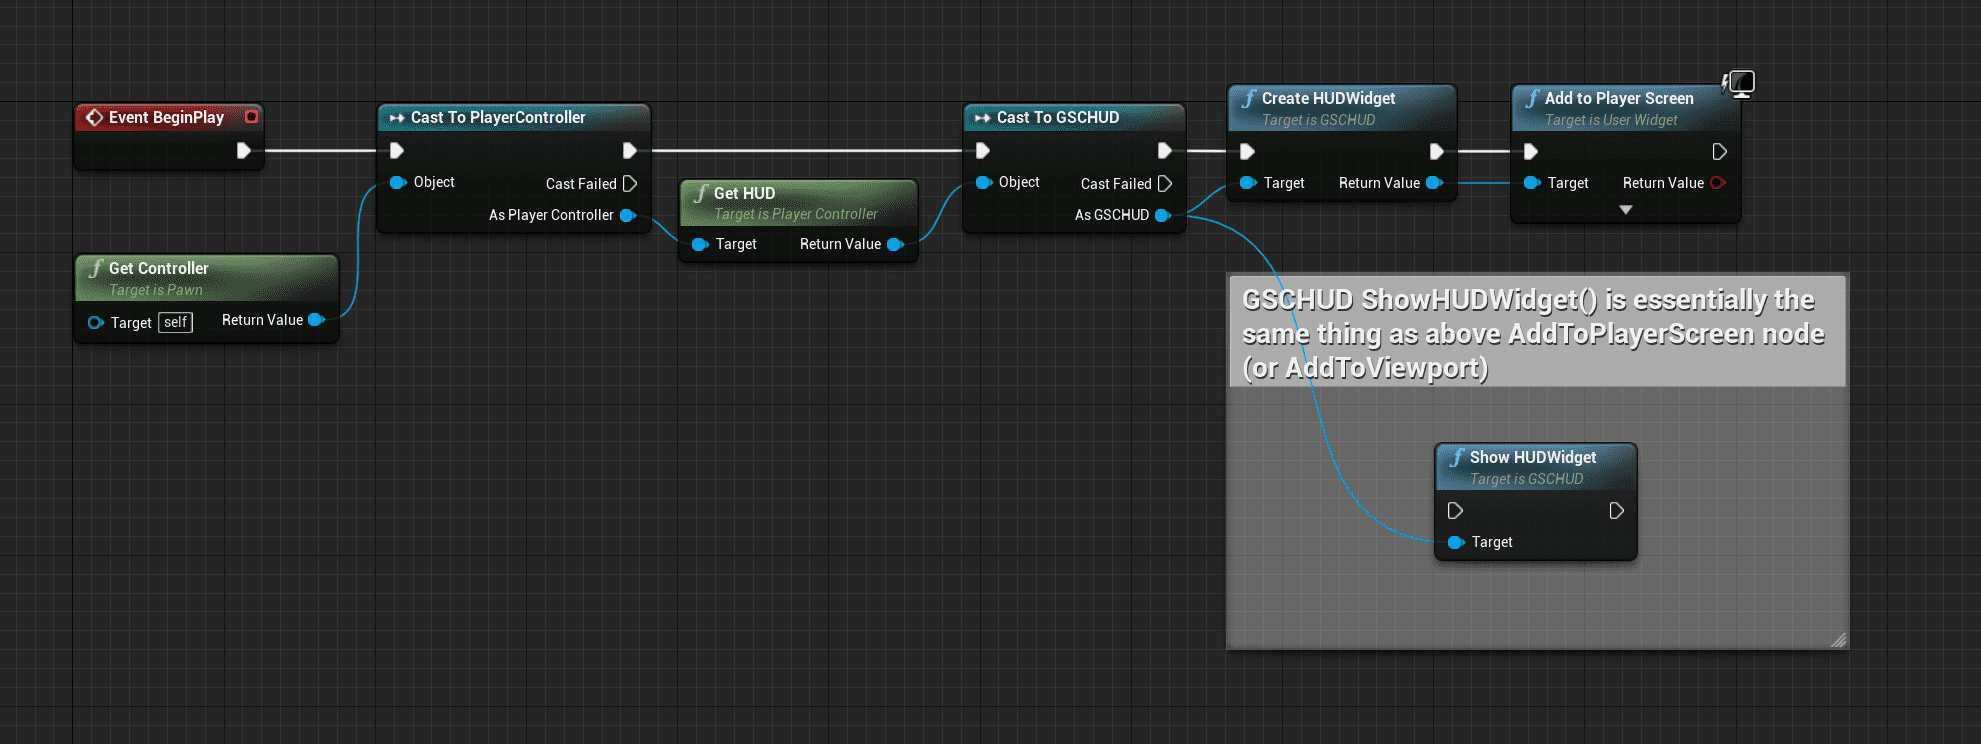 Event BeginPlay
Cast To PlayerController
Object
Cast Failed
As Player Controller
Get Controller
Target is Pawn
Target self
Return Value
Get HUD
Target is Player Controller
Target
Return Value
Cast To GSCHUD
Object
Cast Failed
As GSCHUD
Create HUDWidget
Target is GSCHUD
Target
Return Value
Add to Player Screen
Target is User Widget
Target
Return Value
GSCHUD ShowHUDWidget() is essentially the
same thing as above AddToPlayerScreen node
(or AddToViewport)
Show HUDWidget
Target is GSCHUD
Target